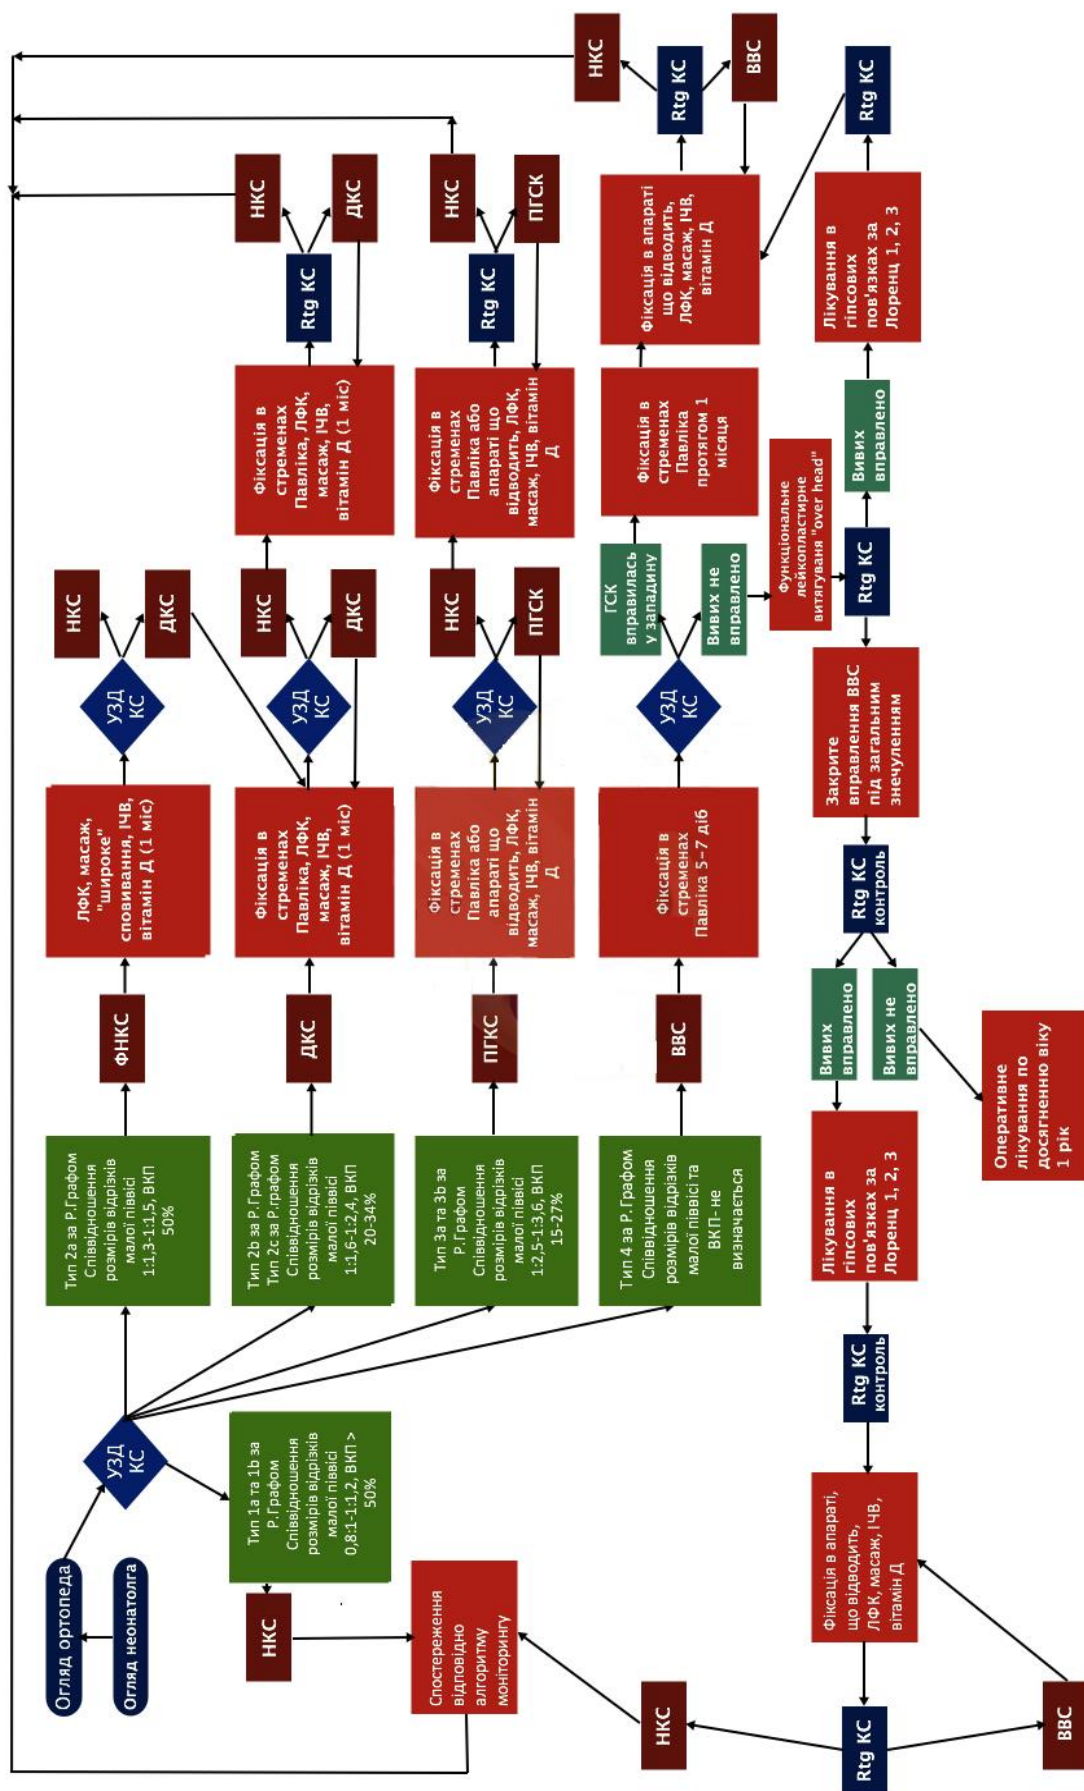 Огляд ортопеда
Огляд неонатолга
УЗД
КС
Тип 1a та 1b за
Р.Графом
Співвідношення
розмірів відрізків
малої піввісі
0,8:1-1:1,2, ВКП >
50%
НКС
Спостереження
відповідно
алгоритму
моніторингу
Тип 2a за Р.Графом
Співвідношення
розмірів відрізків
малої піввісі
1:1,3-1:1,5, ВКП
50%
ФНКС
ЛФК, масаж,
"широке"
сповивання, ІЧВ,
вітамін Д (1 міс)
УЗД
КС
НКС
ДКС
Тип 2b за Р.Графом
Тип 2c за Р.Графом
Співвідношення
розмірів відрізків
малої піввісі
1:1,6-1:2,4, ВКП
20-34%
ДКС
Фіксація в
стременах
Павліка, ЛФК,
масаж, ІЧВ,
вітамін Д (1 міс)
УЗД
КС
НКС
ДКС
Фіксація в
стременах
Павліка, ЛФК,
масаж, ІЧВ,
вітамін Д (1 міс)
Rtg КС
НКС
ДКС
Тип 3a та 3b за
Р.Графом
Співвідношення
розмірів відрізків
малої піввісі
1:2,5-1:3,6, ВКП
15-27%
ПГКС
Фіксація в
стременах
Павліка або
апараті що
відводить, ЛФК,
масаж, ІЧВ, вітамін
Д
УЗД
КС
НКС
ПГСК
Фіксація в
стременах
Павліка або
апараті що
відводить, ЛФК,
масаж, ІЧВ, вітамін
Д
Rtg КС
НКС
ПГСК
Тип 4 за Р.Графом
Співвідношення
розмірів відрізків
малої піввісі та
ВКП- не
визначається
ВВС
Фіксація в
стременах
Павліка 5-7 діб
УЗД
КС
ГСК
вправилась
у западину
Вивих не
вправлено
Фіксація в
стременах
Павліка
протягом 1
місяця
Фіксація в апараті
що відводить,
ЛФК, масаж, ІЧВ,
вітамін Д
Rtg КС
НКС
ВВС
Функціональне
лейкопластирне
витягуваня "over head"
Rtg КС
Вивих
вправлено
Лікування в
гіпсових
пов'язках за
Лоренц 1, 2, 3
Rtg КС
Закрите
вправлення ВВС
під загальним
знечуленням
Rtg КС
контроль
Вивих
вправлено
Вивих не
вправлено
Оперативне
лікування по
досягненню віку
1 рік
Лікування в
гіпсових
пов'язках за
Лоренц 1, 2, 3
Rtg КС
контроль
Фіксація в апараті,
що відводить,
ЛФК, масаж, ІЧВ,
вітамін Д
Rtg КС
НКС
ВВС